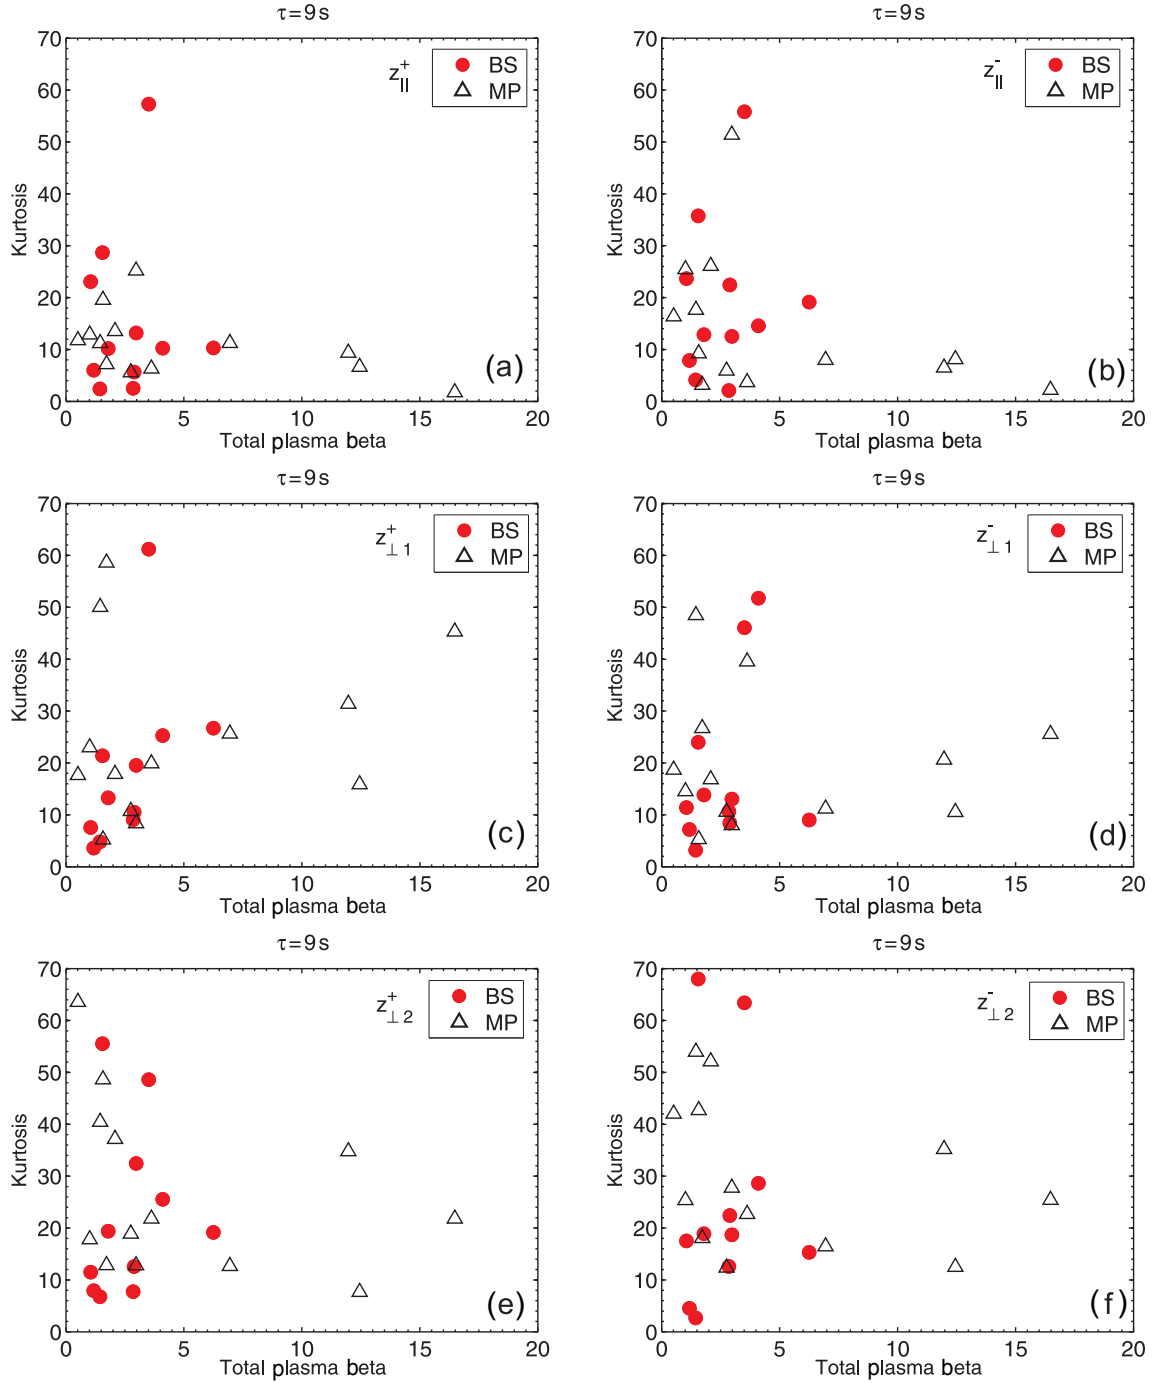 τ=9s
z||+
BS
MP
Kurtosis
70
60
50
40
30
20
10
0
(a)
0 5 10 15 20
Total plasma beta
τ=9s
z||-
BS
MP
Kurtosis
70
60
50
40
30
20
10
0
(b)
0 5 10 15 20
Total plasma beta
τ=9s
z⊥1+
BS
MP
Kurtosis
70
60
50
40
30
20
10
0
(c)
0 5 10 15 20
Total plasma beta
τ=9s
z⊥1-
BS
MP
Kurtosis
70
60
50
40
30
20
10
0
(d)
0 5 10 15 20
Total plasma beta
τ=9s
z⊥2+
BS
MP
Kurtosis
70
60
50
40
30
20
10
0
(e)
0 5 10 15 20
Total plasma beta
τ=9s
z⊥2-
BS
MP
Kurtosis
70
60
50
40
30
20
10
0
(f)
0 5 10 15 20
Total plasma beta